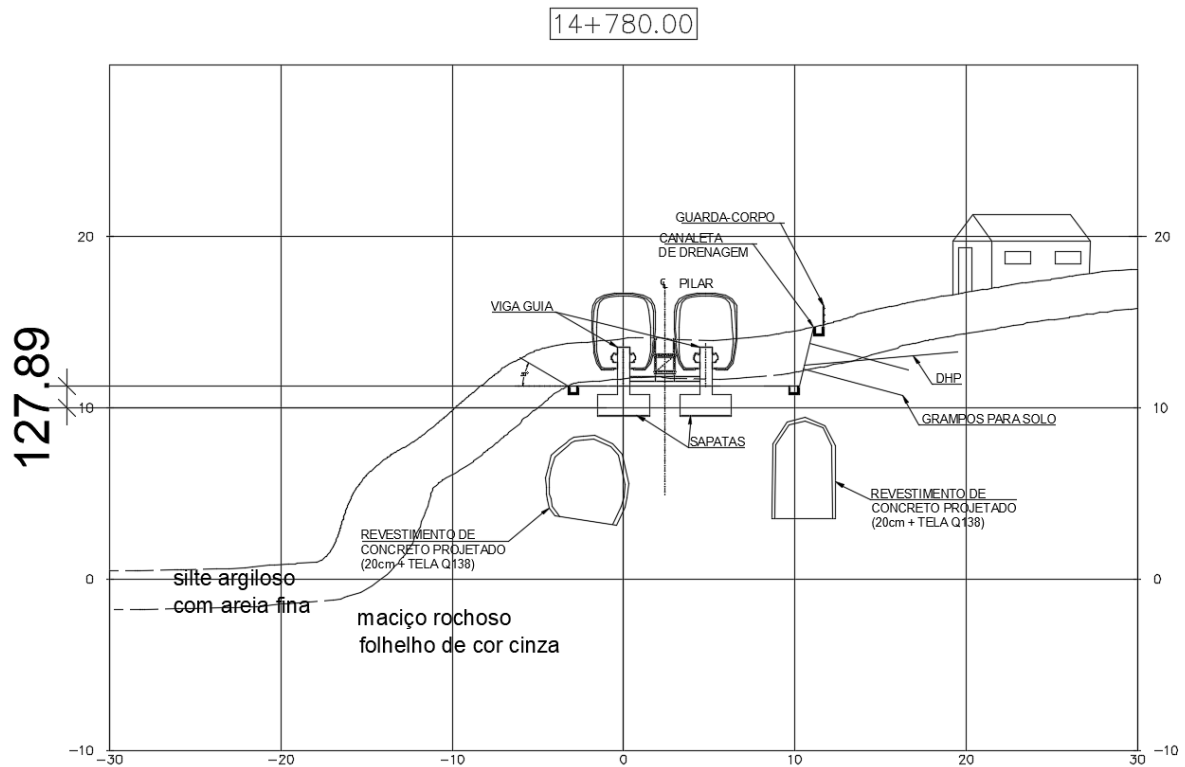 14+780.00
GUARDA-CORPO
CANALETA
DE DRENAGEM
PILAR
VIGA GUIA
20
20
127.89
10
10
DHP
GRAMPOS PARA SOLO
SAPATAS
REVESTIMENTO DE
CONCRETO PROJETADO
(20cm + TELA Q138)
REVESTIMENTO DE
CONCRETO PROJETADO
(20cm + TELA Q138)
0
0
silte argiloso
com areia fina
maciço rochoso
folhelho de cor cinza
-10
-10
-30
-20
-10
0
10
20
30